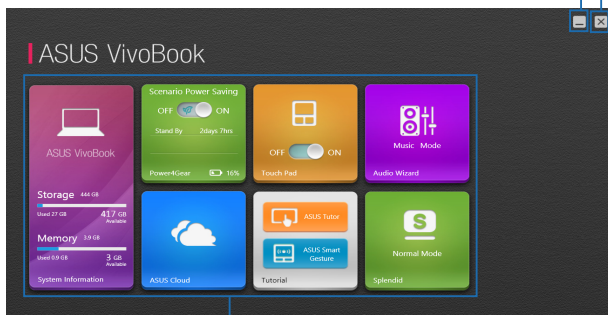 ASUS VivoBook
ASUS VivoBook
Storage 444 GB
Used 27 GB 417 GB
Available
Memory 3.9 GB
Used 0.9 GB 3 GB
Available
System Information
Scenario Power Saving
OFF ON
Stand By 2days 7hrs
Power4Gear 16%
OFF ON
Touch Pad
Music Mode
Audio Wizard
ASUS Cloud
ASUS Tutor
ASUS Smart
Gesture
Tutorial
S
Normal Mode
Splendid